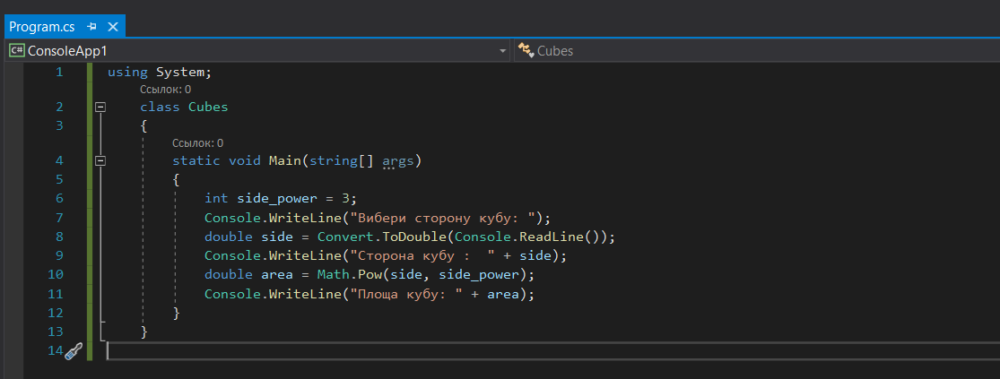 Program.cs
C# ConsoleApp1
Cubes
1 using System;
Ссылок: 0
2 class Cubes
3 {
Ссылок: 0
4 static void Main(string[] args)
5 {
6 int side_power = 3;
7 Console.WriteLine("Вибери сторону кубу: ");
8 double side = Convert.ToDouble(Console.ReadLine());
9 Console.WriteLine("Сторона кубу :  " + side);
10 double area = Math.Pow(side, side_power);
11 Console.WriteLine("Площа кубу: " + area);
12 }
13 }
14